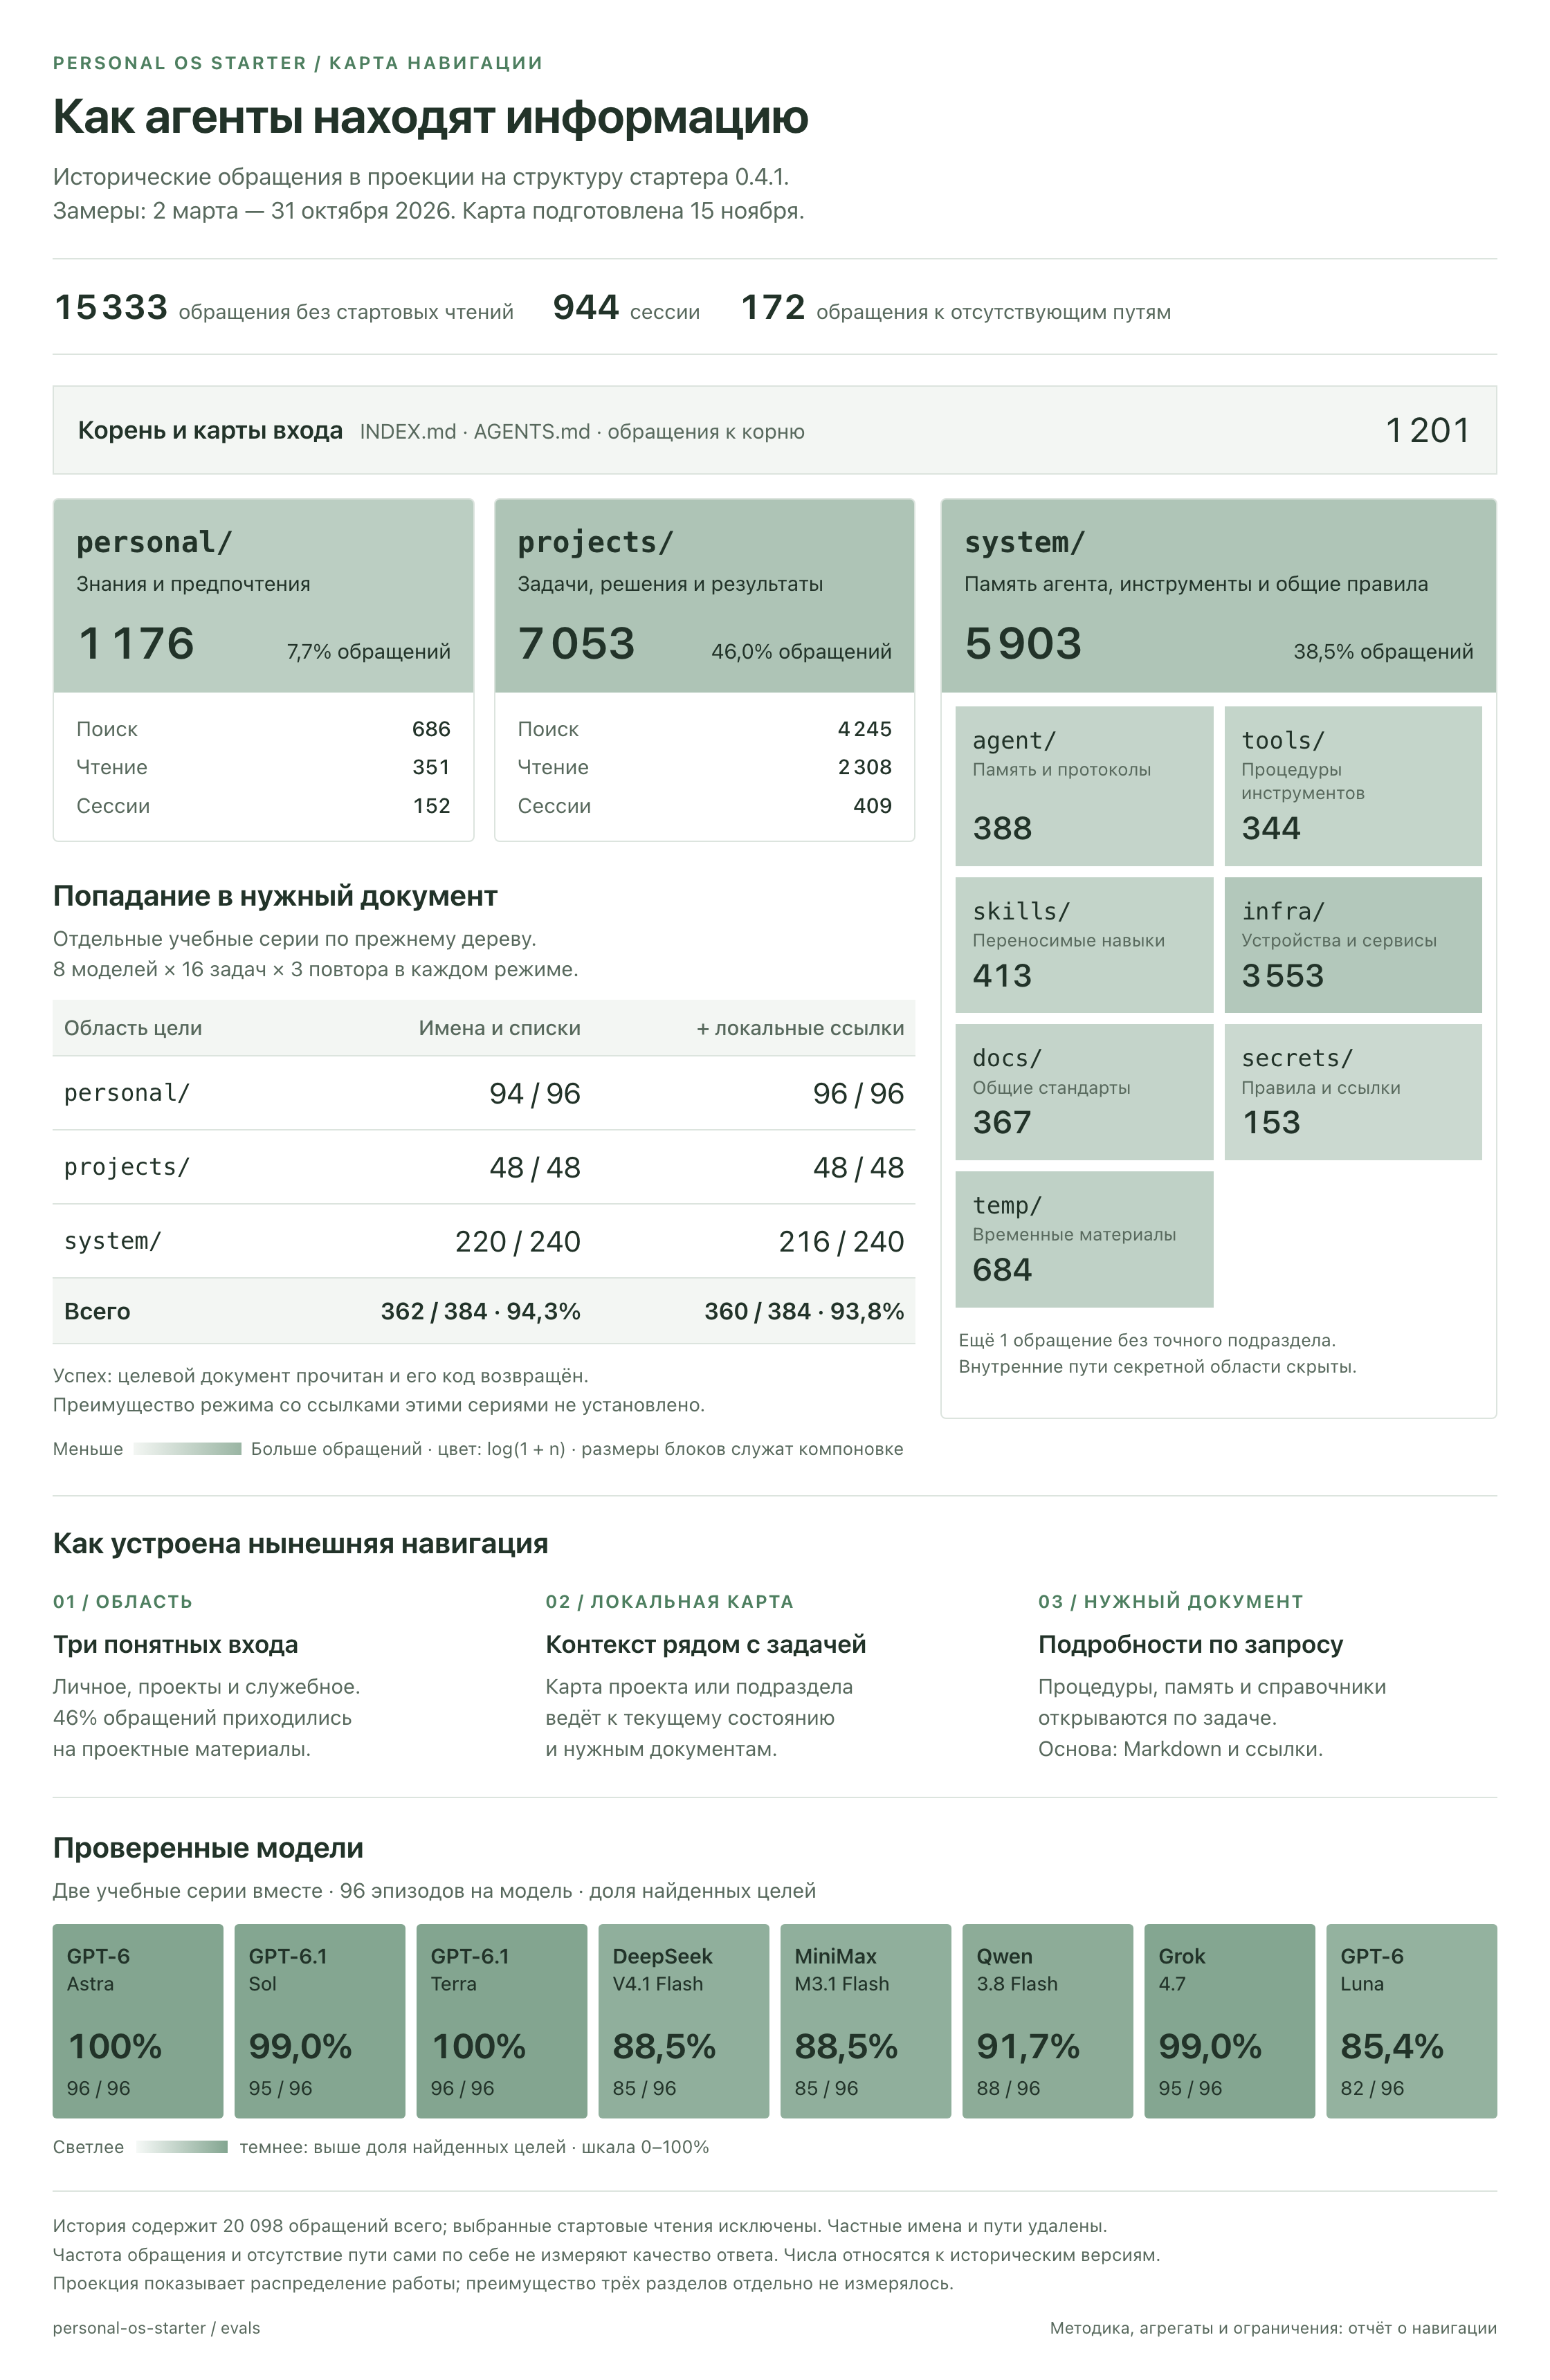 PERSONAL OS STARTER / КАРТА НАВИГАЦИИ
Как агенты находят информацию
Исторические обращения в проекции на структуру стартера 0.4.1.
Замеры: 2 марта — 31 октября 2026. Карта подготовлена 15 ноября.
15 333 обращения без стартовых чтений 944 сессии 172 обращения к отсутствующим путям
Корень и карты входа INDEX.md · AGENTS.md · обращения к корню 1 201
personal/
Знания и предпочтения
1 176 7,7% обращений
Поиск 686
Чтение 351
Сессии 152
projects/
Задачи, решения и результаты
7 053 46,0% обращений
Поиск 4 245
Чтение 2 308
Сессии 409
system/
Память агента, инструменты и общие правила
5 903 38,5% обращений
agent/
Память и протоколы
388
tools/
Процедуры
инструментов
344
skills/
Переносимые навыки
413
infra/
Устройства и сервисы
3 553
docs/
Общие стандарты
367
secrets/
Правила и ссылки
153
temp/
Временные материалы
684
Ещё 1 обращение без точного подраздела.
Внутренние пути секретной области скрыты.
Попадание в нужный документ
Отдельные учебные серии по прежнему дереву.
8 моделей × 16 задач × 3 повтора в каждом режиме.
Область цели Имена и списки + локальные ссылки
personal/ 94 / 96 96 / 96
projects/ 48 / 48 48 / 48
system/ 220 / 240 216 / 240
Всего 362 / 384 · 94,3% 360 / 384 · 93,8%
Успех: целевой документ прочитан и его код возвращён.
Преимущество режима со ссылками этими сериями не установлено.
Меньше Больше обращений · цвет: log(1 + n) · размеры блоков служат компоновке
Как устроена нынешняя навигация
01 / ОБЛАСТЬ
Три понятных входа
Личное, проекты и служебное.
46% обращений приходились
на проектные материалы.
02 / ЛОКАЛЬНАЯ КАРТА
Контекст рядом с задачей
Карта проекта или подраздела
ведёт к текущему состоянию
и нужным документам.
03 / НУЖНЫЙ ДОКУМЕНТ
Подробности по запросу
Процедуры, память и справочники
открываются по задаче.
Основа: Markdown и ссылки.
Проверенные модели
Две учебные серии вместе · 96 эпизодов на модель · доля найденных целей
GPT-6
Astra
100%
96 / 96
GPT-6.1
Sol
99,0%
95 / 96
GPT-6.1
Terra
100%
96 / 96
DeepSeek
V4.1 Flash
88,5%
85 / 96
MiniMax
M3.1 Flash
88,5%
85 / 96
Qwen
3.8 Flash
91,7%
88 / 96
Grok
4.7
99,0%
95 / 96
GPT-6
Luna
85,4%
82 / 96
Светлее темнее: выше доля найденных целей · шкала 0–100%
История содержит 20 098 обращений всего; выбранные стартовые чтения исключены. Частные имена и пути удалены.
Частота обращения и отсутствие пути сами по себе не измеряют качество ответа. Числа относятся к историческим версиям.
Проекция показывает распределение работы; преимущество трёх разделов отдельно не измерялось.
personal-os-starter / evals
Методика, агрегаты и ограничения: отчёт о навигации